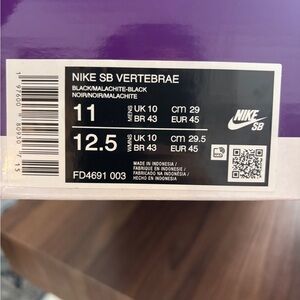 NIKE SB VERTEBRAE
BLACK/MALACHITE-BLACK
NOIR/NOIR/MALACHITE
11 MENS UK 10 CM 29
BR 43 EUR 45
12.5 WMNS UK 10 CM 29.5
BR 43 EUR 45
NIKE SB
MADE IN INDONESIA /
FABRIQUÉ EN INDONÉSIE /
FABRICADO NA INDONÉSIA /
HECHO EN INDONESIA
FD4691 003